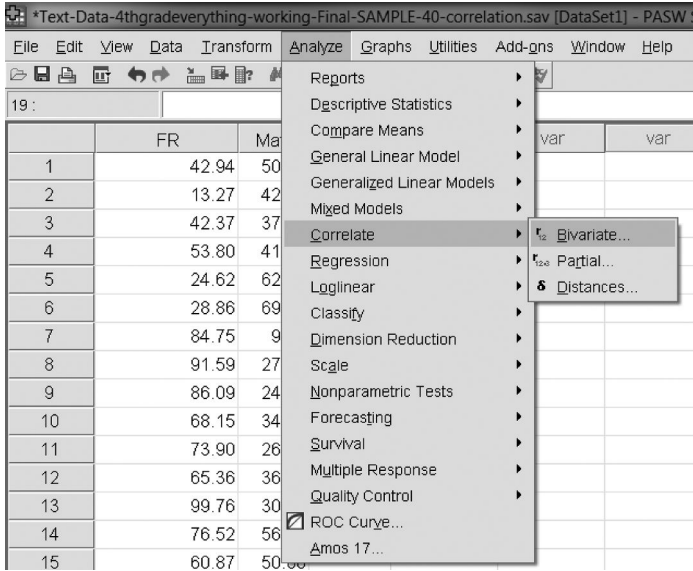 *Text-Data-4thgradeeverything-working-Final-SAMPLE-40-correlation.sav [DataSet1] - PASW
File Edit View Data Transform Analyze Graphs Utilities Add-ons Window Help
19 :
FR Ma var var
1 42.94 50
2 13.27 42
3 42.37 37
4 53.80 41
5 24.62 62
6 28.86 69
7 84.75 9
8 91.59 27
9 86.09 24
10 68.15 34
11 73.90 26
12 65.36 36
13 99.76 30
14 76.52 56
15 60.87 50.00
Reports
Descriptive Statistics
Compare Means
General Linear Model
Generalized Linear Models
Mixed Models
Correlate
Regression
Loglinear
Classify
Dimension Reduction
Scale
Nonparametric Tests
Forecasting
Survival
Multiple Response
Quality Control
ROC Curve...
Amos 17...
r12 Bivariate...
r12•3 Partial...
δ Distances...